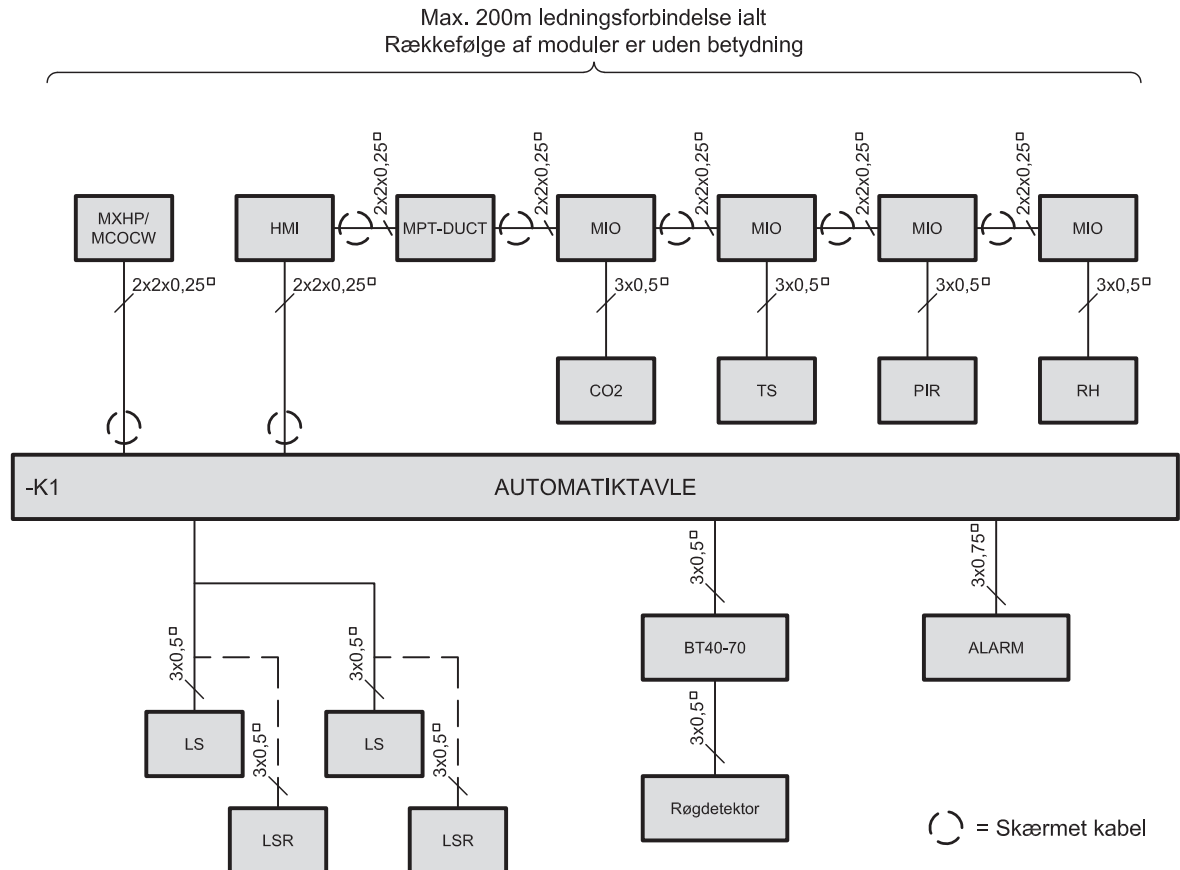 Max. 200m ledningsforbindelse ialt
Rækkefølge af moduler er uden betydning
2x2x0,25□
2x2x0,25□
2x2x0,25□
2x2x0,25□
2x2x0,25□
MXHP/
MCOCW
HMI
MPT-DUCT
MIO
MIO
MIO
MIO
2x2x0,25□
2x2x0,25□
3x0,5□
3x0,5□
3x0,5□
3x0,5□
CO2
TS
PIR
RH
-K1
AUTOMATIKTAVLE
3x0,5□
3x0,75□
3x0,5□
3x0,5□
BT40-70
ALARM
LS
LS
3x0,5□
3x0,5□
3x0,5□
Røgdetektor
LSR
LSR
= Skærmet kabel